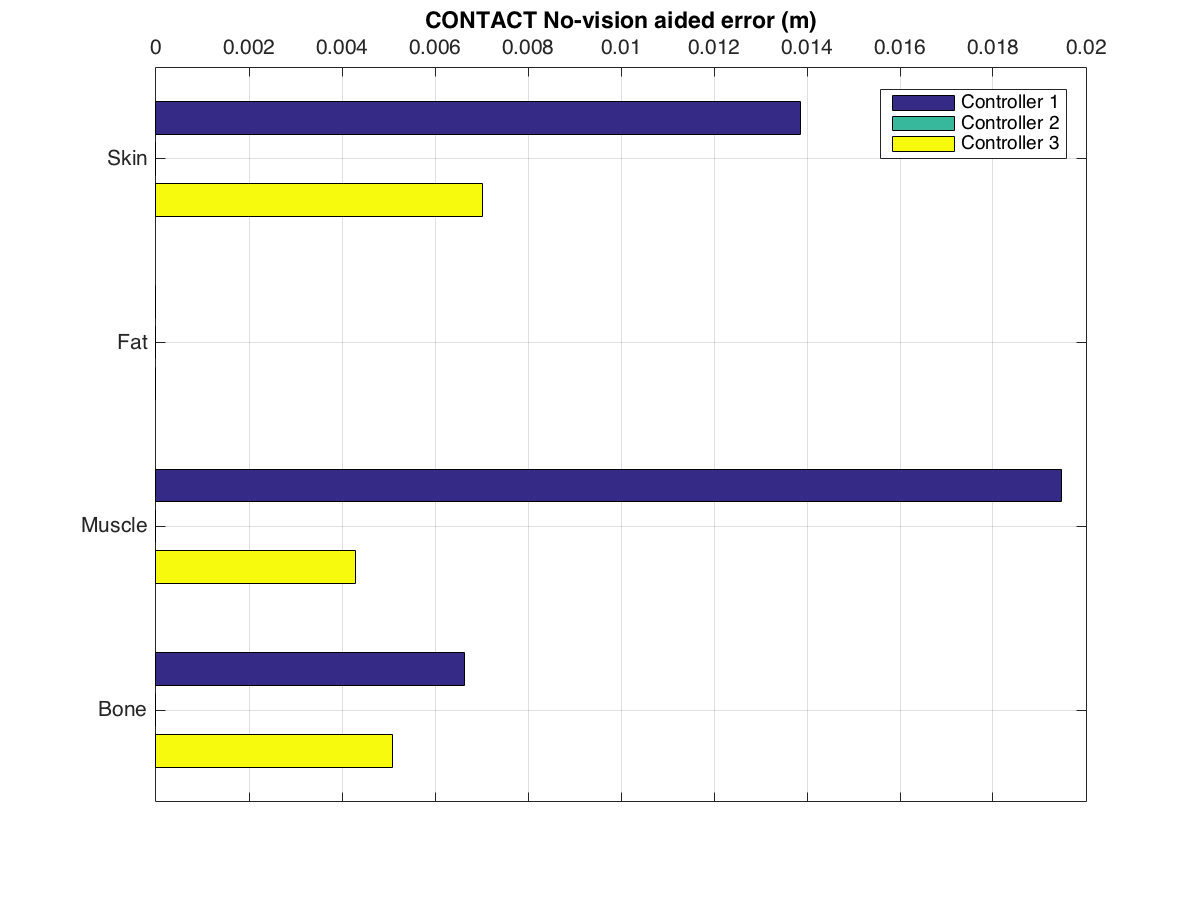 CONTACT No-vision aided error (m)
0 0.002 0.004 0.006 0.008 0.01 0.012 0.014 0.016 0.018 0.02
Controller 1
Controller 2
Controller 3
Skin
Fat
Muscle
Bone